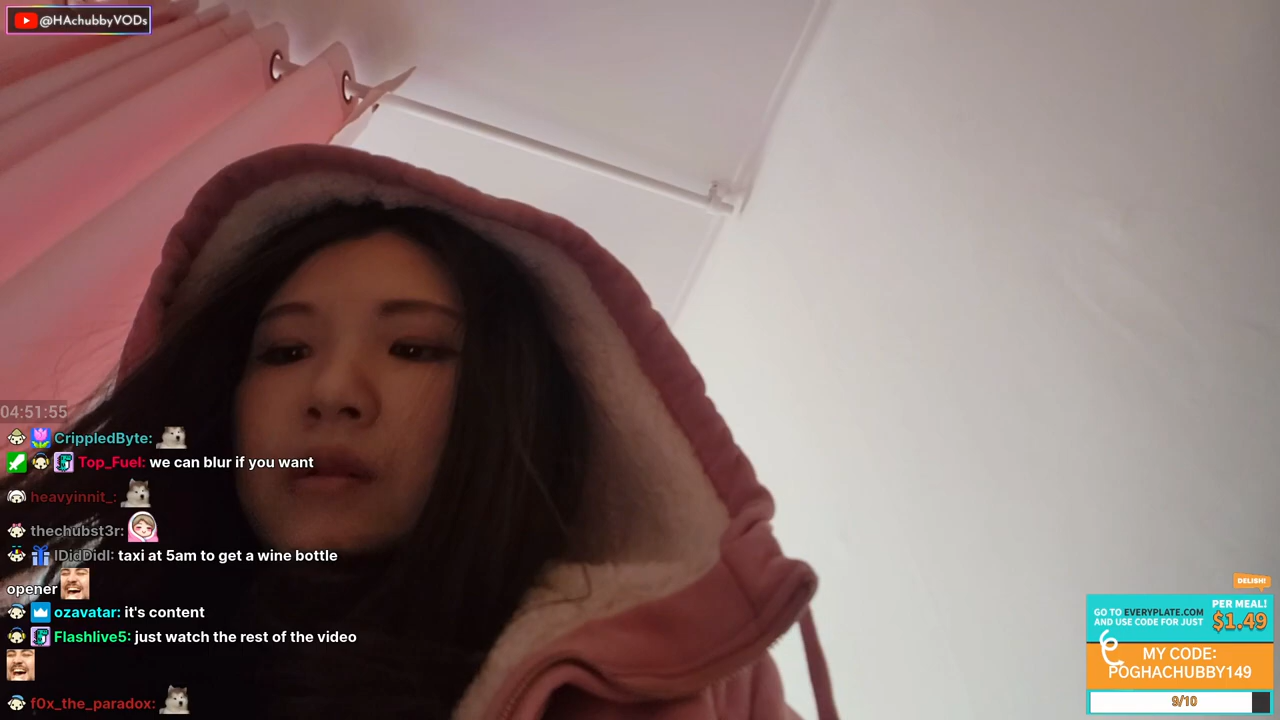 @HAchubbyVODs
04:51:55
CrippledByte:
Top_Fuel: we can blur if you want
heavyinnit_:
thechubst3r:
IDidDidI: taxi at 5am to get a wine bottle
opener
ozavatar: it's content
Flashlive5: just watch the rest of the video
f0x_the_paradox:
DELISH!
GO TO EVERYPLATE.COM
AND USE CODE FOR JUST
PER MEAL!
$1.49
MY CODE:
POGHACHUBBY149
9/10